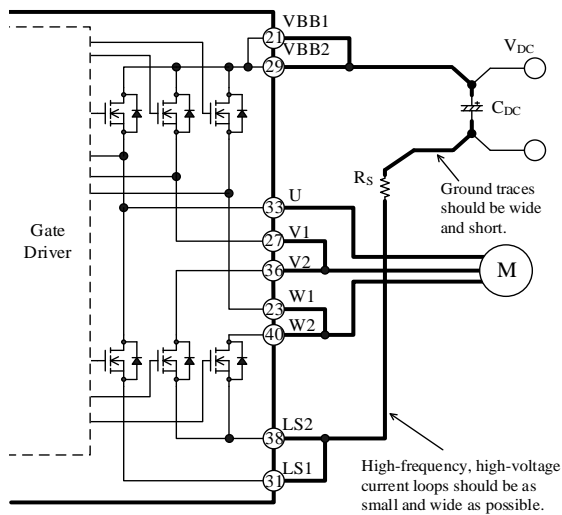 VBB1
21
VBB2
29
VDC
CDC
RS
Ground traces
should be wide
and short.
Gate
Driver
U
33
V1
27
V2
36
W1
23
W2
40
M
LS2
38
LS1
31
High-frequency, high-voltage
current loops should be as
small and wide as possible.